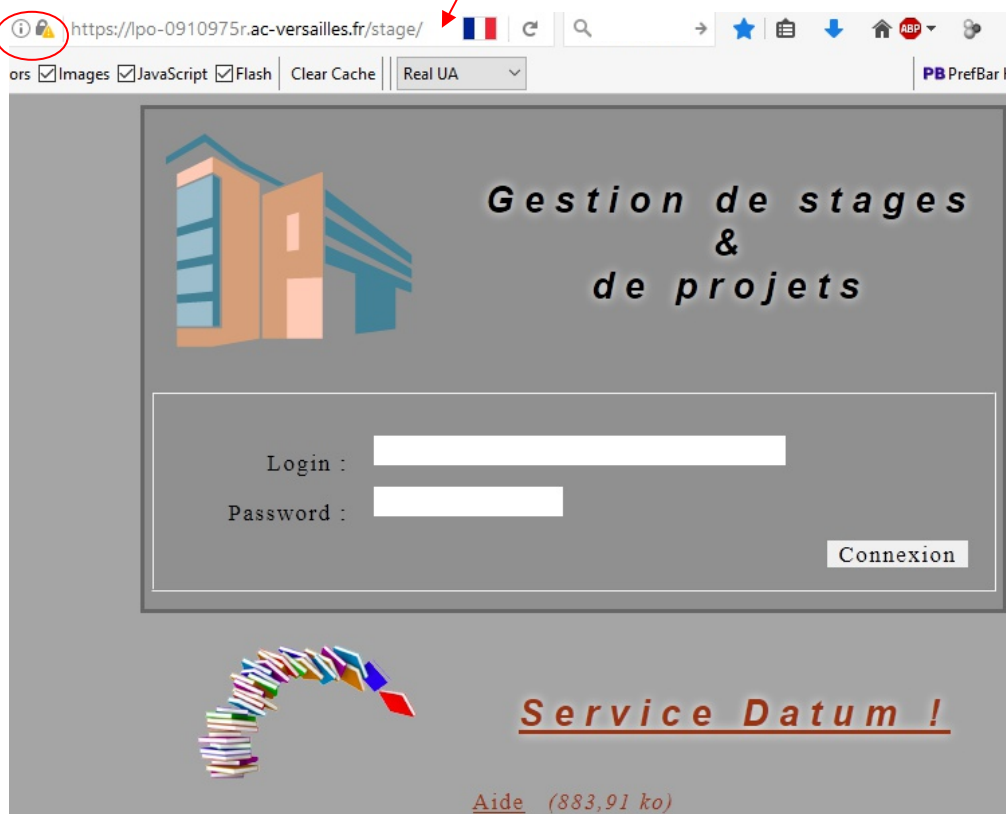 https://lpo-0910975r.ac-versailles.fr/stage/
ABP
ors Images JavaScript Flash Clear Cache Real UA PB PrefBar
Gestion de stages
&
de projets
Login :
Password :
Connexion
Service Datum !
Aide (883,91 ko)